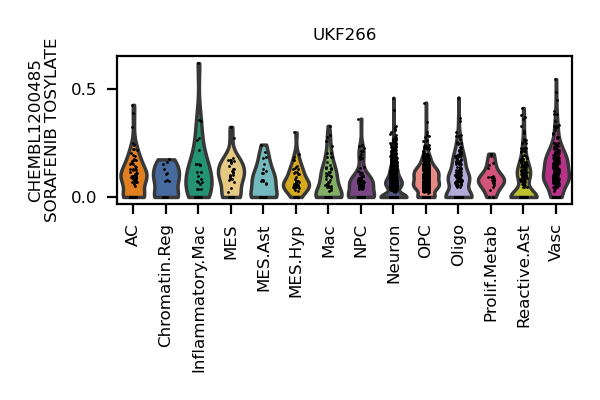 UKF266
CHEMBL1200485
SORAFENIB TOSYLATE
0.5
0.0
AC
Chromatin.Reg
Inflammatory.Mac
MES
MES.Ast
MES.Hyp
Mac
NPC
Neuron
OPC
Oligo
Prolif.Metab
Reactive.Ast
Vasc